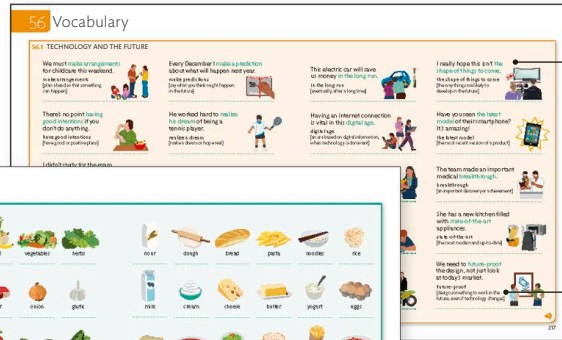 56 Vocabulary
56.1 TECHNOLOGY AND THE FUTURE
We must make arrangements
for childcare this weekend.
make arrangements
[plan should so that something
can happen]
Every December I make a prediction
about what will happen next year.
make predictions
[say what you think might happen
in the future]
This electric car will save
us money in the long run.
in the long run
[eventually, after a long time]
I really hope this isn't the
shape of things to come.
the shape of things to come
[the way things are likely to
develop in the future]
There's no point having
good intentions if you
don't do anything.
have good intentions
[have good or positive plans]
He worked hard to realize
his dream of being a
tennis player.
realize a dream
[make a dream or hope real]
Having an internet connection
is vital in this digital age.
digital age
[an era based on digital information,
when technology is dominant]
Have you seen the latest
model of their smartphone?
It's amazing!
the latest model
[the most recent version of a product]
I didn't study for the exam
The team made an important
medical breakthrough.
breakthrough
[an important discovery or achievement]
She has a new kitchen filled
with state-of-the-art
appliances.
state-of-the-art
[the most modern and up-to-date]
We need to future-proof
the design, not just look
at today's market.
future-proof
[design something to work in the
future, even if technology changes]
217
vegetables
herbs
flour
dough
bread
pasta
noodles
rice
onion
garlic
milk
cream
cheese
butter
yogurt
eggs